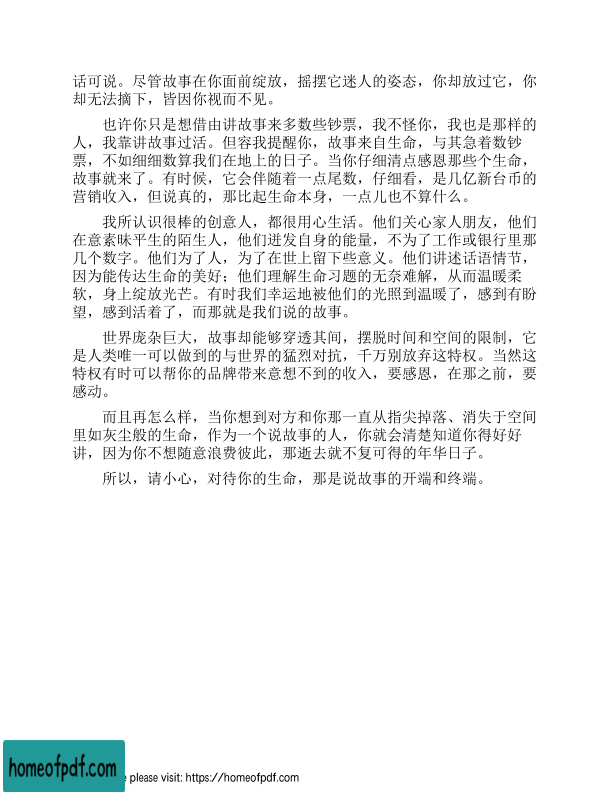 话可说。尽管故事在你面前绽放，摇摆它迷人的姿态，你却放过它，你
却无法摘下，皆因你视而不见。
也许你只是想借由讲故事来多数些钞票，我不怪你，我也是那样的
人，我靠讲故事过活。但容我提醒你，故事来自生命，与其急着数钞
票，不如细细数算我们在地上的日子。当你仔细清点感恩那些个生命，
故事就来了。有时候，它会伴随着一点尾数，仔细看，是几亿新台币的
营销收入，但说真的，那比起生命本身，一点儿也不算什么。
我所认识很棒的创意人，都很用心生活。他们关心家人朋友，他们
在意素昧平生的陌生人，他们迸发自身的能量，不为了工作或银行里那
几个数字。他们为了人，为了在世上留下些意义。他们讲述话语情节，
因为能传达生命的美好；他们理解生命习题的无奈难解，从而温暖柔
软，身上绽放光芒。有时我们幸运地被他们的光照到温暖了，感到有盼
望，感到活着了，而那就是我们说的故事。
世界庞杂巨大，故事却能够穿透其间，摆脱时间和空间的限制，它
是人类唯一可以做到的与世界的猛烈对抗，千万别放弃这特权。当然这
特权有时可以帮你的品牌带来意想不到的收入，要感恩，在那之前，要
感动。
而且再怎么样，当你想到对方和你那一直从指尖掉落、消失于空间
里如灰尘般的生命，作为一个说故事的人，你就会清楚知道你得好好
讲，因为你不想随意浪费彼此，那逝去就不复可得的年华日子。
所以，请小心，对待你的生命，那是说故事的开端和终端。
homeofpdf.com
e please visit: https://homeofpdf.com